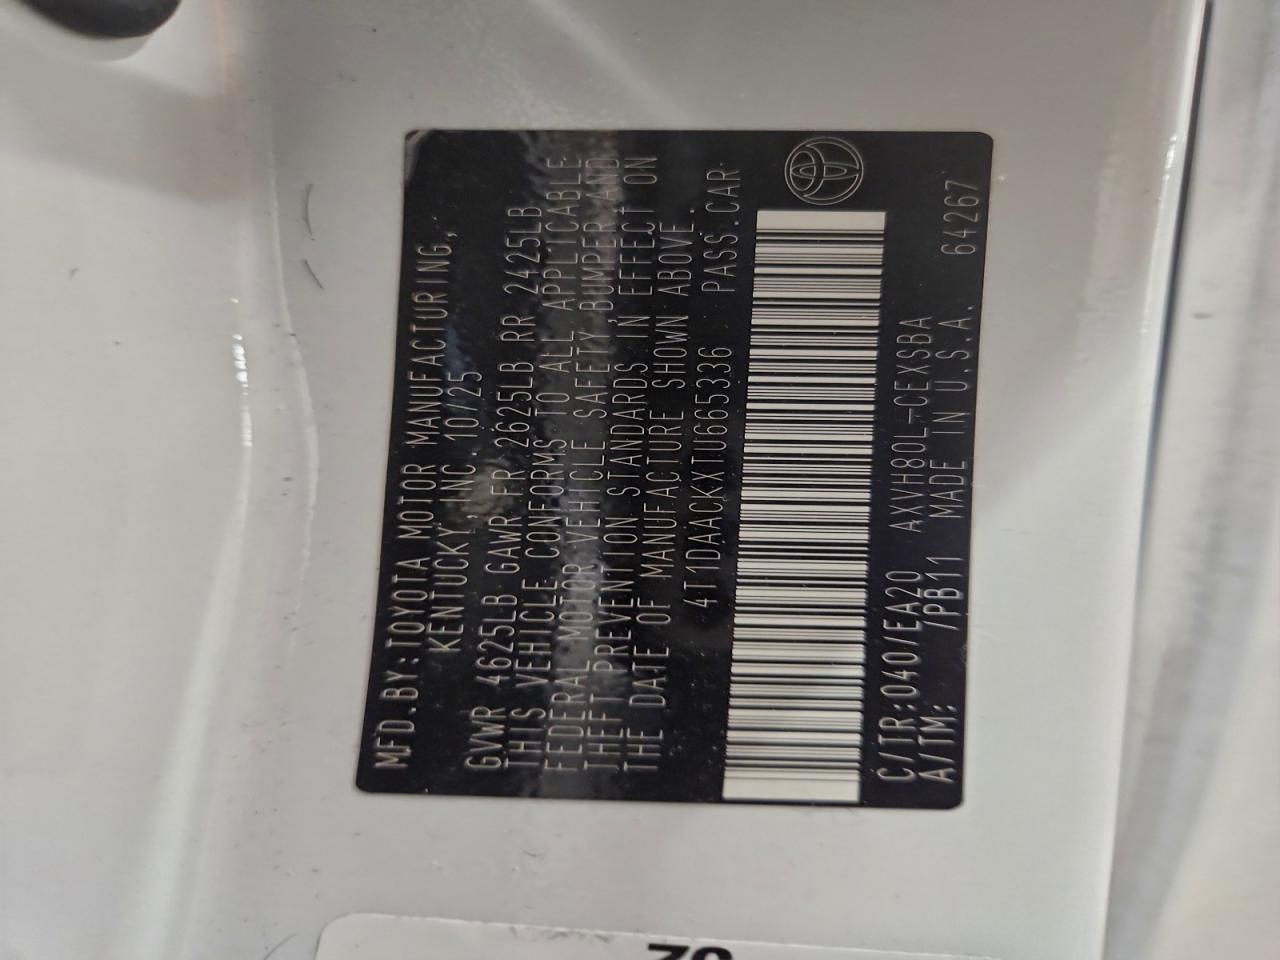 MFD.BY:TOYOTA MOTOR MANUFACTURING,
KENTUCKY, INC 10/25
GVWR 4625LB GAWR FR 2625LB RR 2425LB
THIS VEHICLE CONFORMS TO ALL APPLICABLE
FEDERAL MOTOR VEHICLE SAFETY, BUMPER AND
THEFT PREVENTION STANDARDS IN EFFECT ON
THE DATE OF MANUFACTURE SHOWN ABOVE.
4T1DAACKXTU665336 PASS.CAR
C/TR:040/EA20 AXVH80L-CEXSBA
A/TM: /PB11 MADE IN U.S.A. 64267